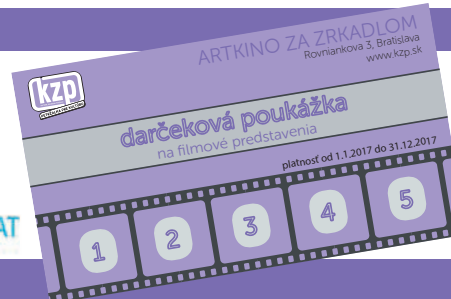 ARTKINO ZA ZRKADLOM
Rovniankova 3, Bratislava
www.kzp.sk
kzp
darčeková poukážka
na filmové predstavenia
platnosť od 1.1.2017 do 31.12.2017
1 2 3 4 5
AT